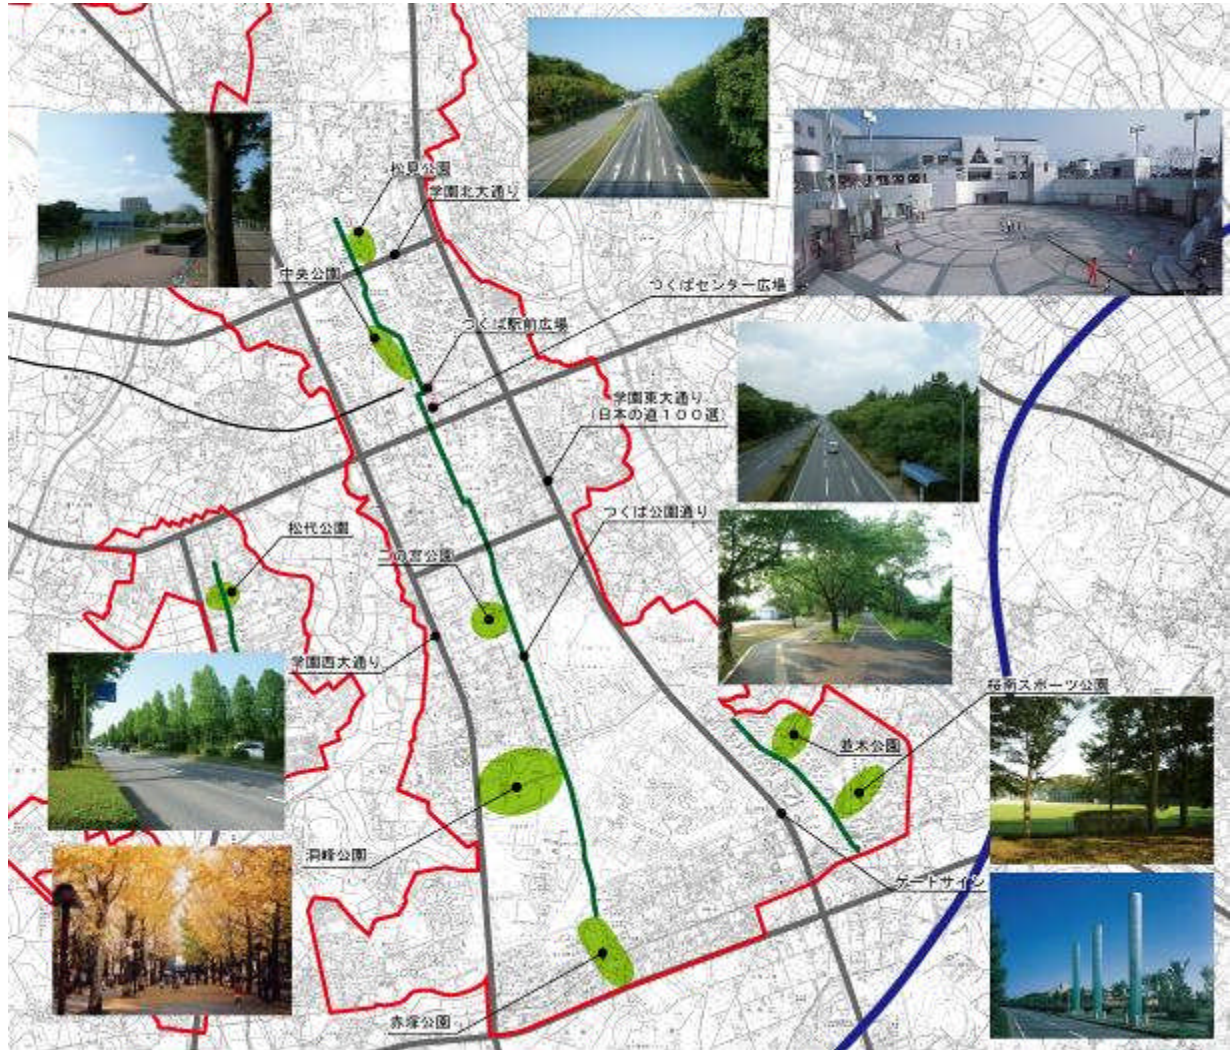 松見公園
学園北大通り
中央公園
つくばセンター広場
つくば駅前広場
学園東大通り
(日本の道100選)
つくば公園通り
松代公園
二の宮公園
学園西大通り
桜南スポーツ公園
並木公園
洞峰公園
ゲートサイン
赤塚公園